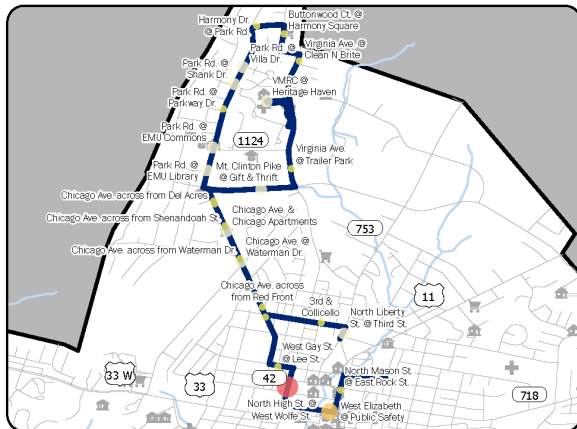 Harmony Dr.
@ Park Rd.
Buttonwood Ct. @
Harmony Square
Park Rd. @
Villa Dr.
Virginia Ave. @
Clean N Brite
Park Rd. @
Shank Dr.
VMRC @
Heritage Haven
Park Rd. @
Parkway Dr.
Park Rd. @
EMU Commons
1124
Virginia Ave.
@ Trailer Park
Park Rd. @
EMU Library
Mt. Clinton Pike
@ Gift & Thrift
Chicago Ave. across from Del Acres
Chicago Ave. across from Shenandoah St.
Chicago Ave. &
Chicago Apartments
753
Chicago Ave. across from Waterman Dr.
Chicago Ave. @
Waterman Dr.
Chicago Ave. across
from Red Front
11
3rd &
Collicello
North Liberty
St. @ Third St.
West Gay St.
@ Lee St.
33 W
33
42
North Mason St.
@ East Rock St.
718
North High St. @
West Wolfe St.
West Elizabeth
@ Public Safety